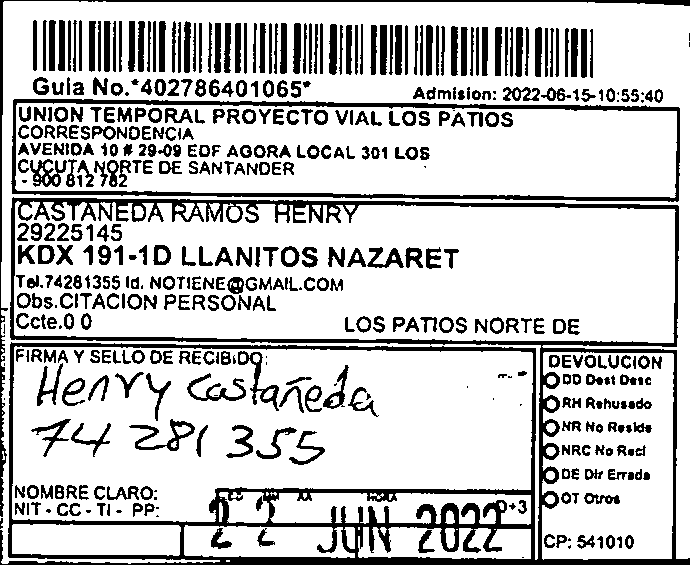 Guia No.*402786401065*
Admision: 2022-06-15-10:55:40
UNION TEMPORAL PROYECTO VIAL LOS PATIOS
CORRESPONDENCIA
AVENIDA 10 # 29-09 EDF AGORA LOCAL 301 LOS
CUCUTA NORTE DE SANTANDER
- 900 812 782
CASTAÑEDA RAMOS HENRY
29225145
KDX 191-1D LLANITOS NAZARET
Tel.74281355 Id. NOTIENE@GMAIL.COM
Obs.CITACION PERSONAL
Ccte.0 0
LOS PATIOS NORTE DE
FIRMA Y SELLO DE RECIBIDO:
Henry Castañeda
74 281355
NOMBRE CLARO:
NIT - CC - TI - PP:
22 JUN 2022
D+3
DEVOLUCION
DD Dest Desc
RH Rehusado
NR No Reside
NRC No Recl
DE Dir Errada
OT Otros
CP: 541010